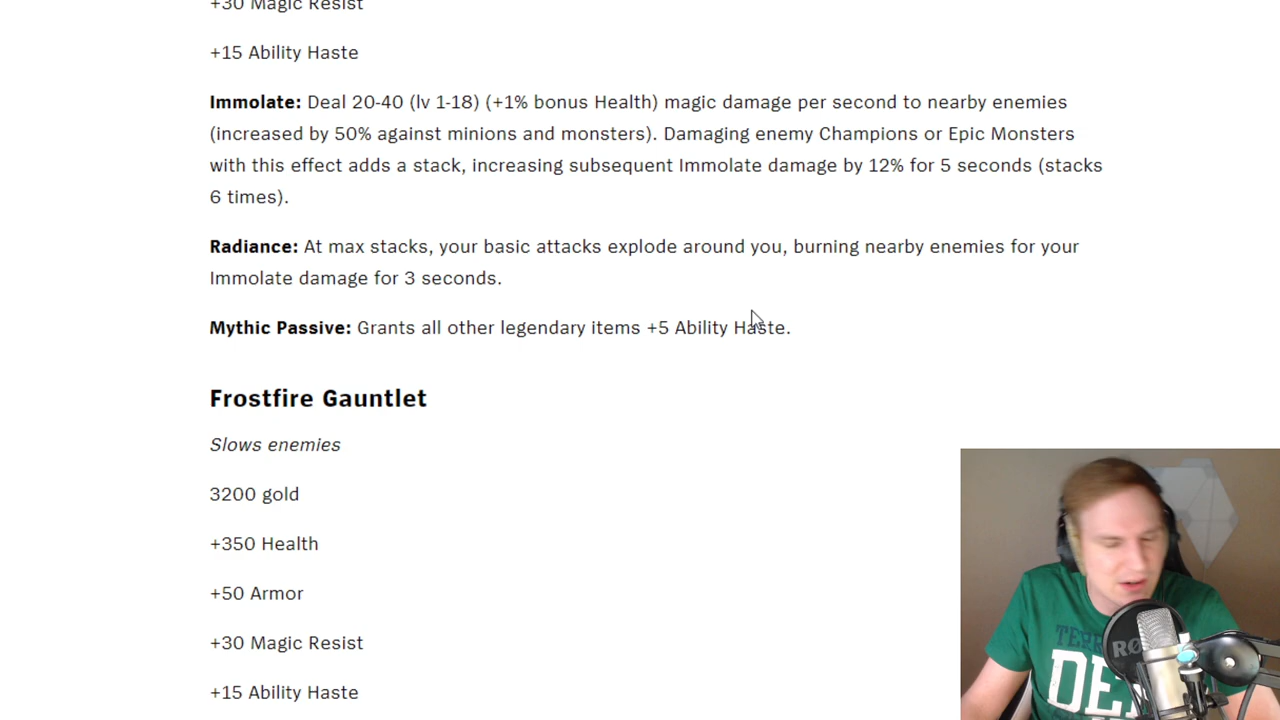 +30 Magic Resist
+15 Ability Haste
Immolate: Deal 20-40 (lv 1-18) (+1% bonus Health) magic damage per second to nearby enemies
(increased by 50% against minions and monsters). Damaging enemy Champions or Epic Monsters
with this effect adds a stack, increasing subsequent Immolate damage by 12% for 5 seconds (stacks
6 times).
Radiance: At max stacks, your basic attacks explode around you, burning nearby enemies for your
Immolate damage for 3 seconds.
Mythic Passive: Grants all other legendary items +5 Ability Haste.
Frostfire Gauntlet
Slows enemies
3200 gold
+350 Health
+50 Armor
+30 Magic Resist
+15 Ability Haste